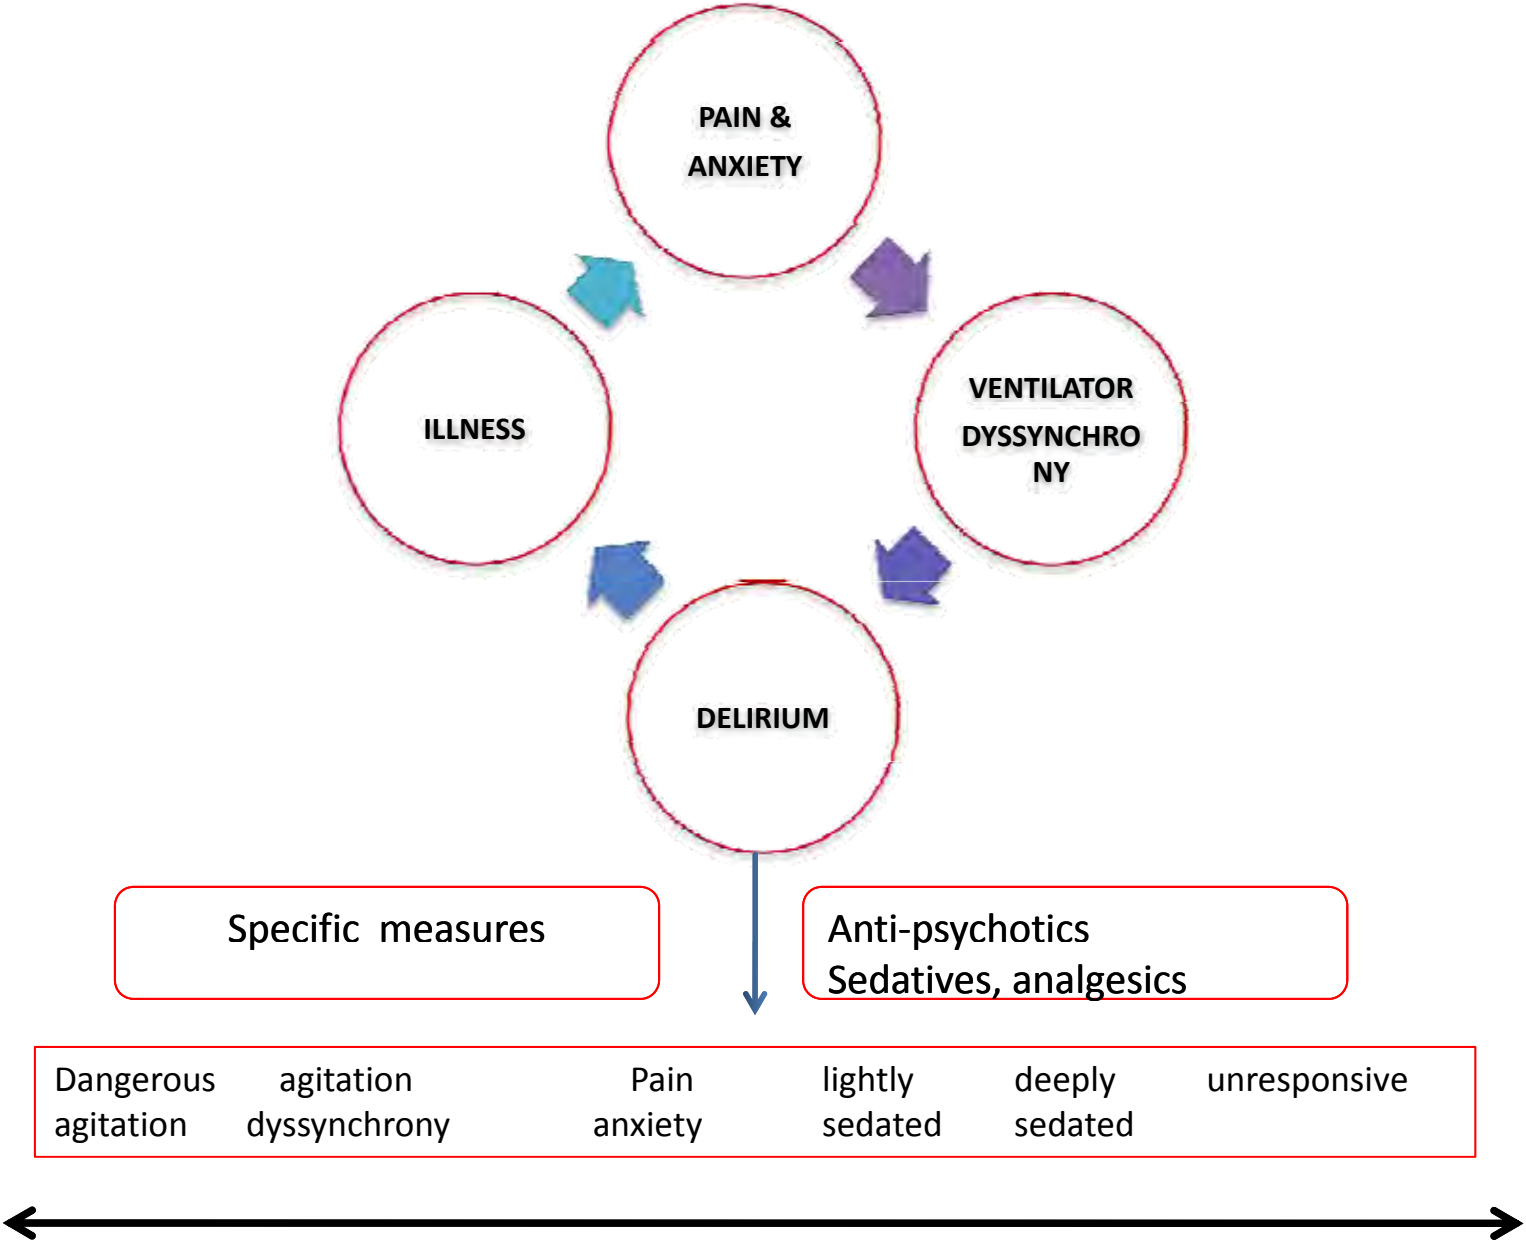 PAIN &
ANXIETY
VENTILATOR
DYSSYNCHRO
NY
ILLNESS
DELIRIUM
Specific measures
Anti-psychotics
Sedatives, analgesics
Dangerous agitation Pain lightly deeply unresponsive
agitation dyssynchrony anxiety sedated sedated